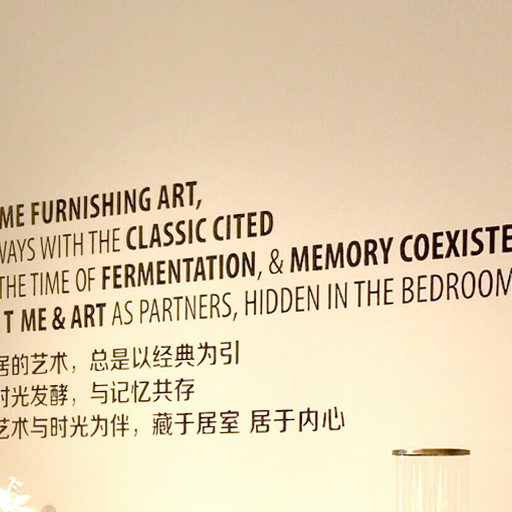 ME FURNISHING ART,
WAYS WITH THE CLASSIC CITED
THE TIME OF FERMENTATION, & MEMORY COEXISTE
T ME & ART AS PARTNERS, HIDDEN IN THE BEDROOM
居的艺术，总是以经典为引
时光发酵，与记忆共存
艺术与时光为伴，藏于居室 居于内心